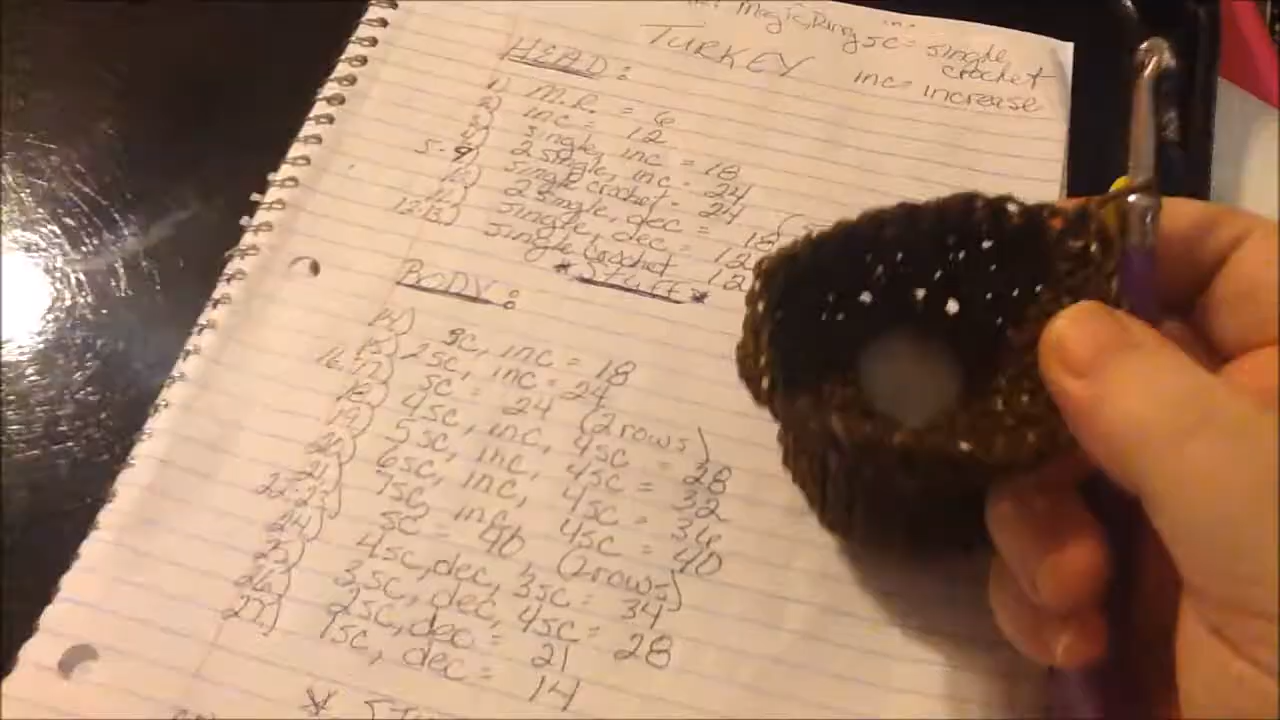 Magic Ring sc = single
crochet
TURKEY inc = increase
HEAD:
1) M.R. = 6
2) inc = 12
3) single, inc = 18
4) 2 single, inc = 24
5-9) single crochet = 24
10) 2 single, dec = 18
11) single, dec = 12
12-13) single crochet 12
*STUFF*
BODY:
14) sc, inc = 18
15) 2sc, inc = 24
16-17) sc = 24 (2 rows)
18) 4sc, inc, 4sc = 28
19) 5sc, inc, 4sc = 32
20) 6sc, inc, 4sc = 36
21) 7sc, inc, 4sc = 40
22-23) sc = 40 (2 rows)
24) 4sc, dec, 3sc = 34
25) 3sc, dec, 4sc = 28
26) 2sc, dec = 21
27) 1sc, dec = 14
*